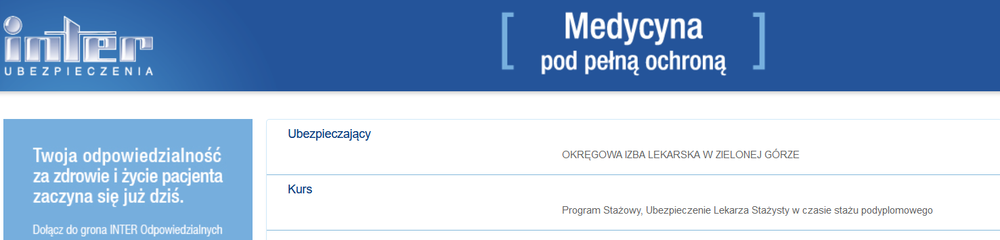 inter
UBEZPIECZENIA
Medycyna
pod pełną ochroną
Twoja odpowiedzialność
za zdrowie i życie pacjenta
zaczyna się już dziś.
Dołącz do grona INTER Odpowiedzialnych
Ubezpieczający
OKRĘGOWA IZBA LEKARSKA W ZIELONEJ GÓRZE
Kurs
Program Stażowy, Ubezpieczenie Lekarza Stażysty w czasie stażu podyplomowego